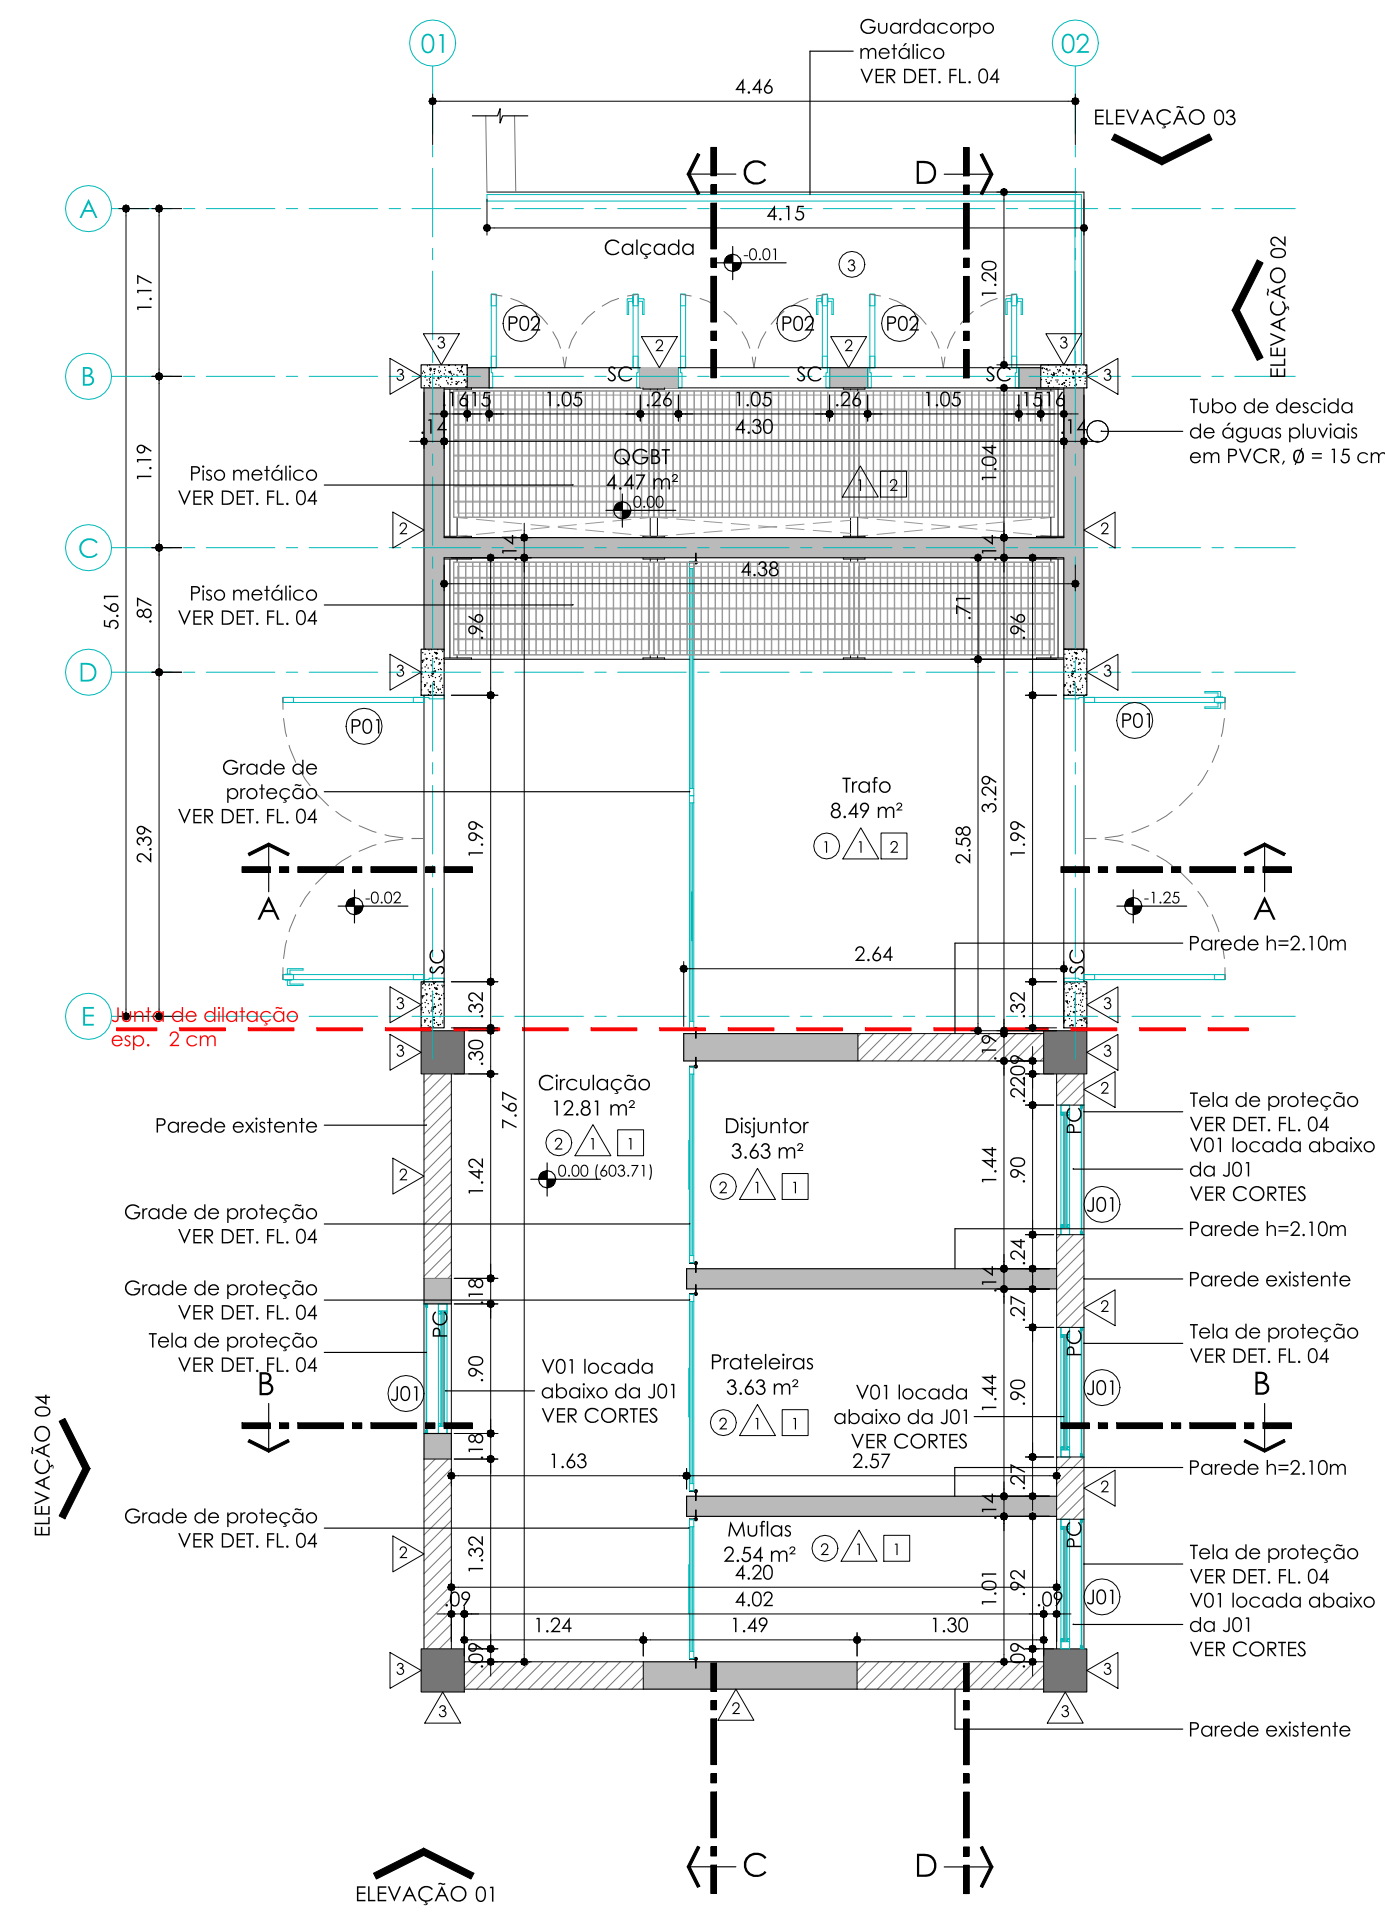 01
02
Guardacorpo
metálico
VER DET. FL. 04
4.46
ELEVAÇÃO 03
C
D
A
4.15
Calçada
-0.01
3
1.20
1.17
ELEVAÇÃO 02
P02
P02
P02
3
2
2
3
B
3
SC
SC
SC
3
.16
.15
1.05
.26
1.05
.26
1.05
.15
.16
.14
4.30
.14
Tubo de descida
de águas pluviais
em PVCR, Ø = 15 cm
1.19
QGBT
4.47 m²
0.00
1
2
1.04
Piso metálico
VER DET. FL. 04
2
2
C
.14
.14
4.38
5.61
.87
Piso metálico
VER DET. FL. 04
.96
.71
.96
D
3
3
P01
P01
Grade de
proteção
VER DET. FL. 04
Trafo
8.49 m²
1
1
2
3.29
2.39
1.99
2.58
1.99
A
-0.02
-1.25
A
Parede h=2.10m
2.64
SC
SC
3
.32
.32
3
E
Junta de dilatação
esp. 2 cm
3
.30
.19
3
Circulação
12.81 m²
2
1
1
0.00 (603.71)
7.67
.09
.22
2
Disjuntor
3.63 m²
2
1
1
PC
Tela de proteção
VER DET. FL. 04
V01 locada abaixo
da J01
VER CORTES
Parede existente
2
1.42
1.44
.90
J01
Grade de proteção
VER DET. FL. 04
Parede h=2.10m
.24
.14
Parede existente
Grade de proteção
VER DET. FL. 04
.18
.27
2
Tela de proteção
VER DET. FL. 04
PC
PC
Tela de proteção
VER DET. FL. 04
B
J01
.90
V01 locada
abaixo da J01
VER CORTES
Prateleiras
3.63 m²
2
1
1
V01 locada
abaixo da J01
VER CORTES
1.44
.90
J01
B
ELEVAÇÃO 04
.18
1.63
2.57
.27
Parede h=2.10m
2
.14
Grade de proteção
VER DET. FL. 04
Muflas
2.54 m²
2
1
1
PC
2
1.32
4.20
1.01
.92
Tela de proteção
VER DET. FL. 04
V01 locada abaixo
da J01
VER CORTES
J01
.09
4.02
.09
1.24
1.49
1.30
.09
.09
3
3
3
2
3
Parede existente
C
D
ELEVAÇÃO 01